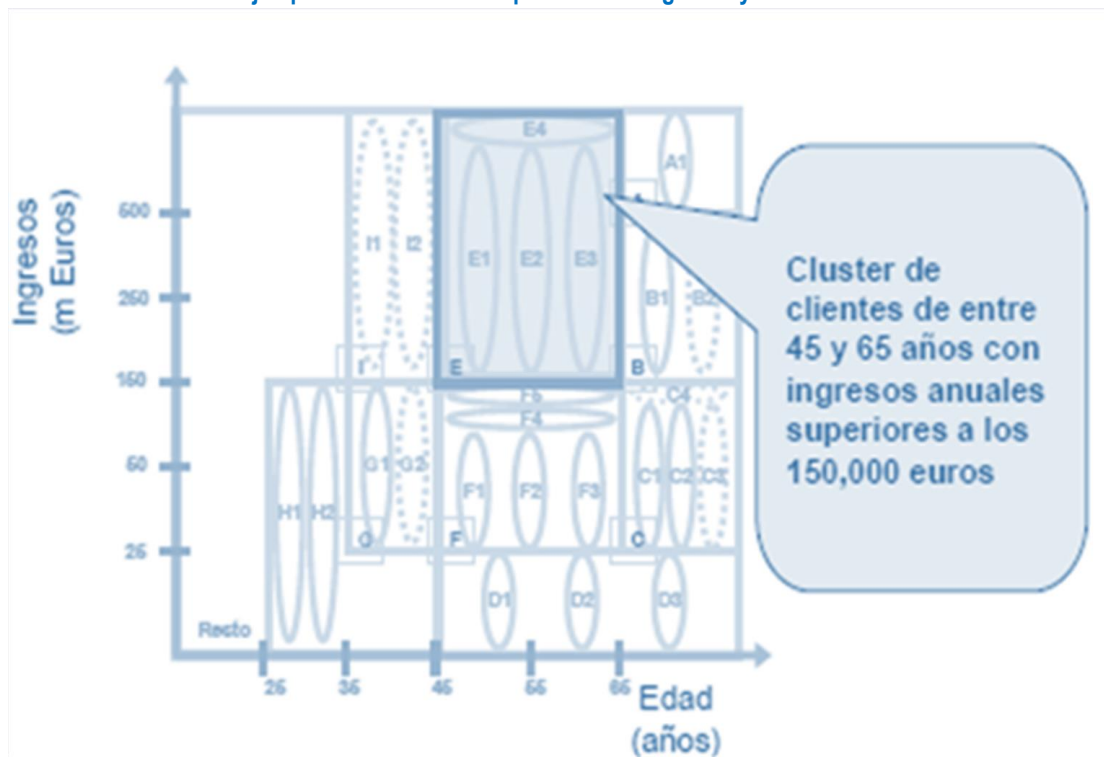 Ingresos
(m Euros)
500
250
150
50
25
E4
A1
I1
I2
E1
E2
E3
B1
B2
I
E
B
F5
C4
F4
G1
G2
F1
F2
F3
C1
C2
C3
H1
H2
G
F
C
D1
D2
D3
Resto
25
35
45
55
65
Edad
(años)
Cluster de
clientes de entre
45 y 65 años con
ingresos anuales
superiores a los
150,000 euros